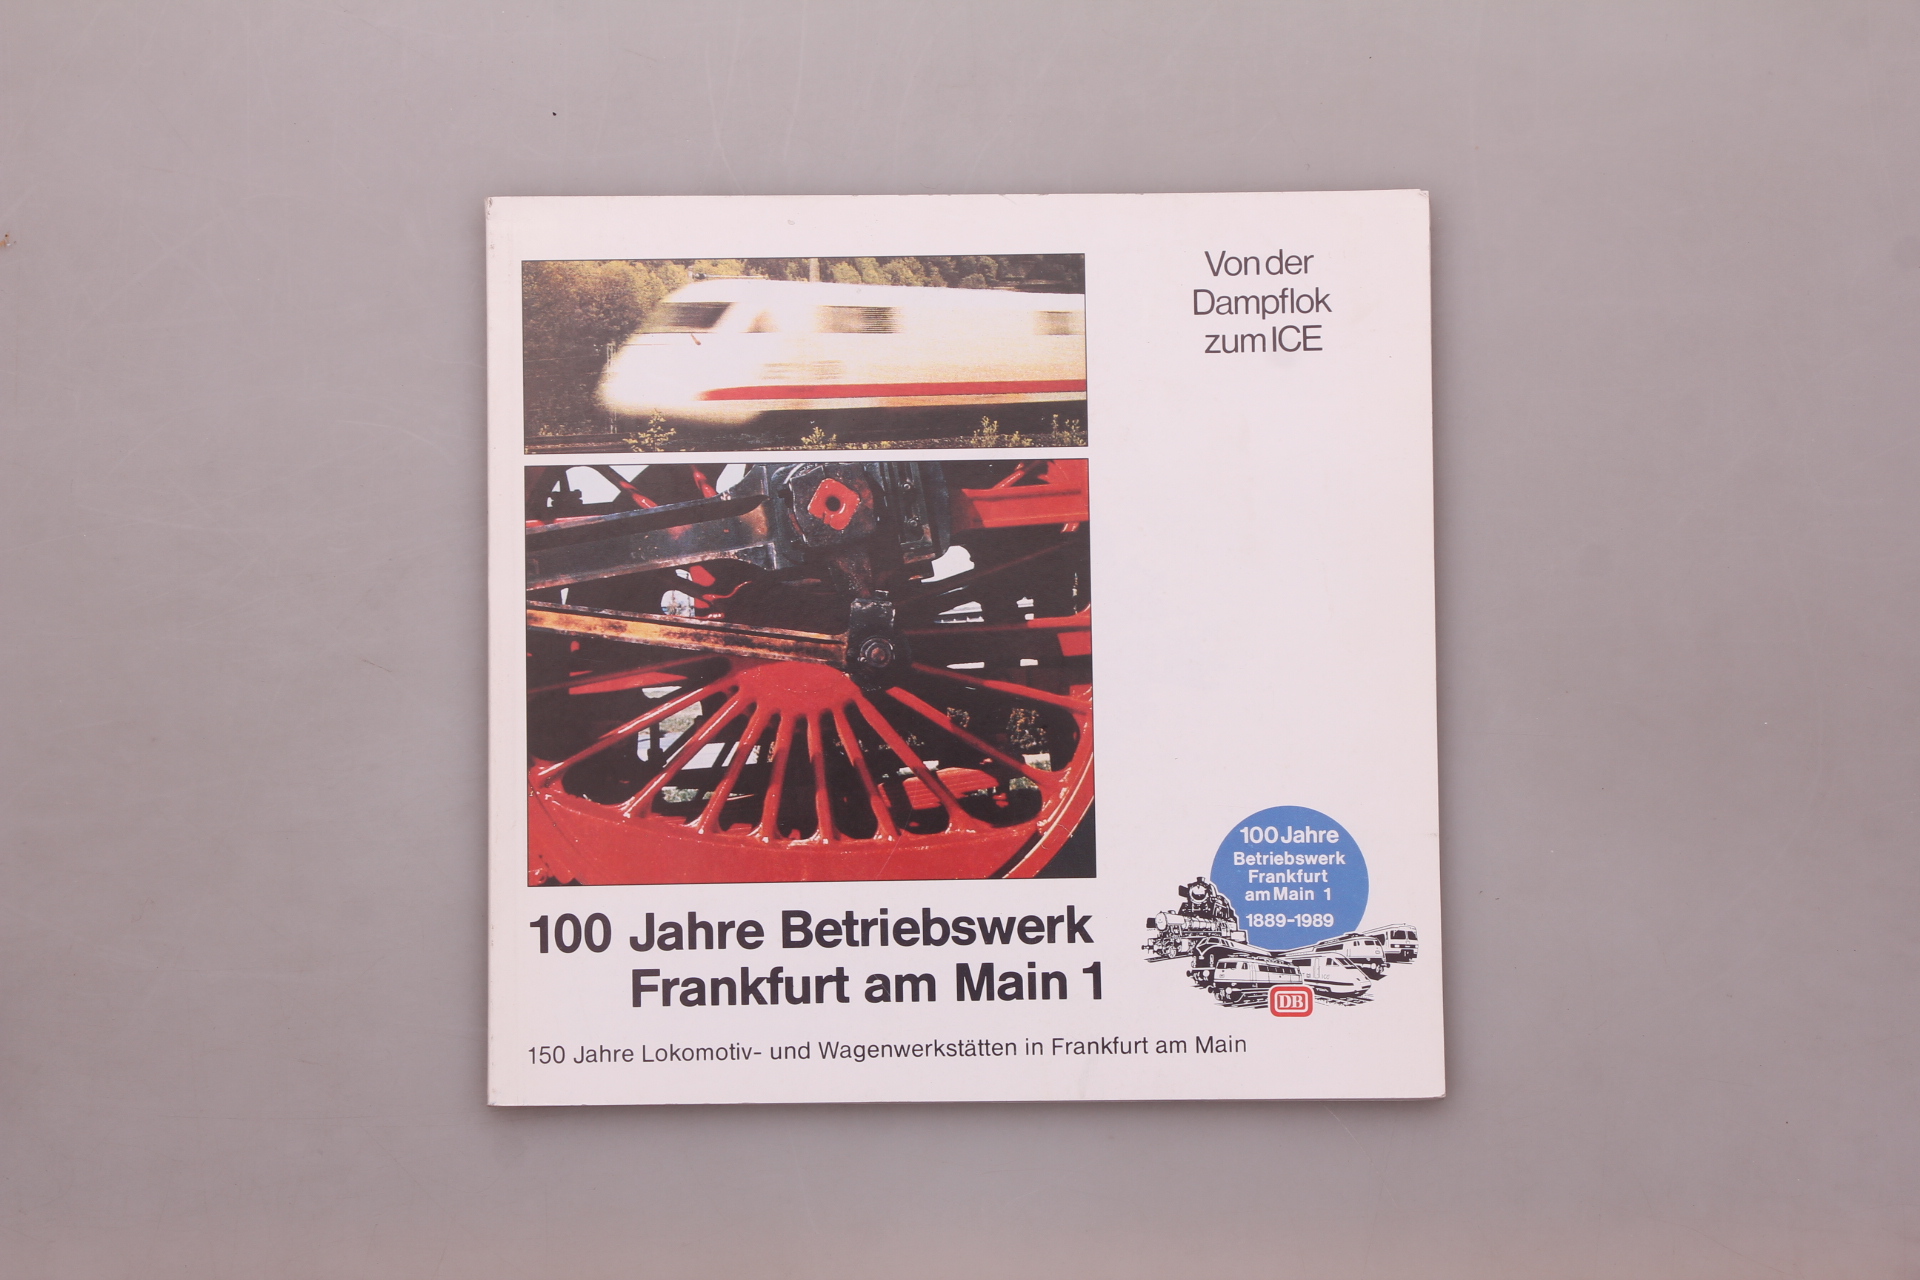 Von der
Dampflok
zum ICE
100 Jahre Betriebswerk
Frankfurt am Main 1
150 Jahre Lokomotiv- und Wagenwerkstätten in Frankfurt am Main
100 Jahre
Betriebswerk
Frankfurt
am Main 1
1889-1989
DB